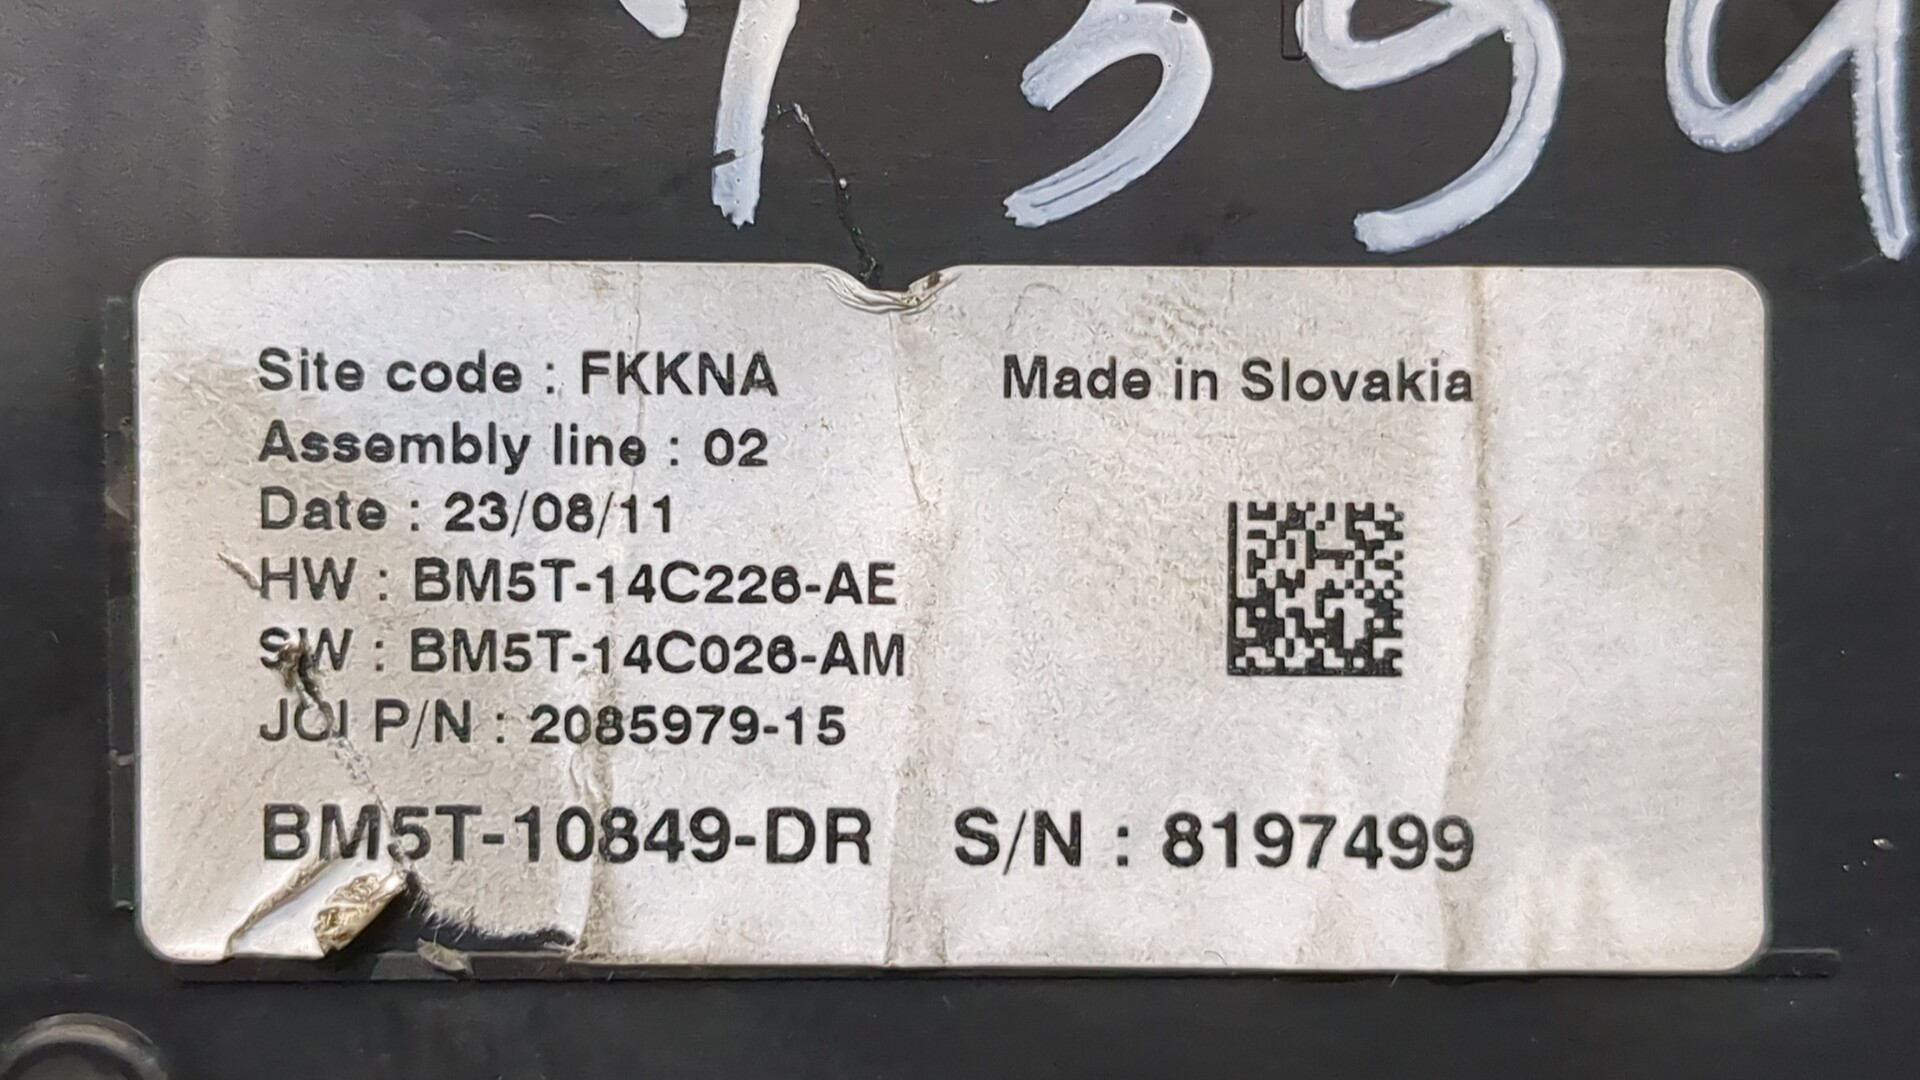 Site code : FKKNA
Made in Slovakia
Assembly line : 02
Date : 23/08/11
HW : BM5T-14C226-AE
SW : BM5T-14C026-AM
JCI P/N : 2085979-15
BM5T-10849-DR S/N : 8197499